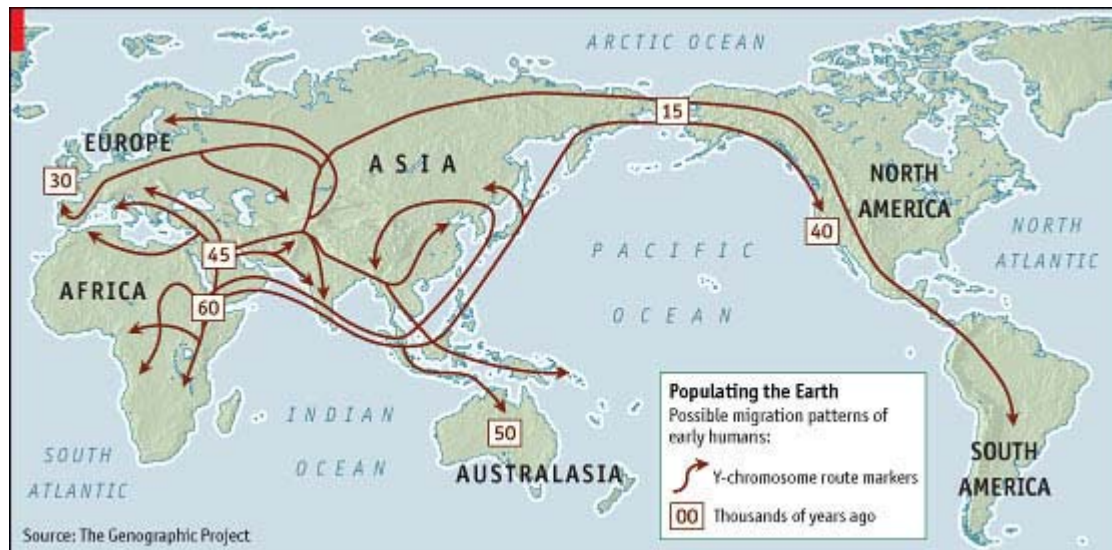 ARCTIC OCEAN
EUROPE
ASIA
15
30
NORTH
AMERICA
NORTH
ATLANTIC
45
40
PACIFIC
OCEAN
AFRICA
60
INDIAN
OCEAN
50
AUSTRALASIA
SOUTH
ATLANTIC
SOUTH
AMERICA
Populating the Earth
Possible migration patterns of
early humans:
Y-chromosome route markers
00 Thousands of years ago
Source: The Genographic Project